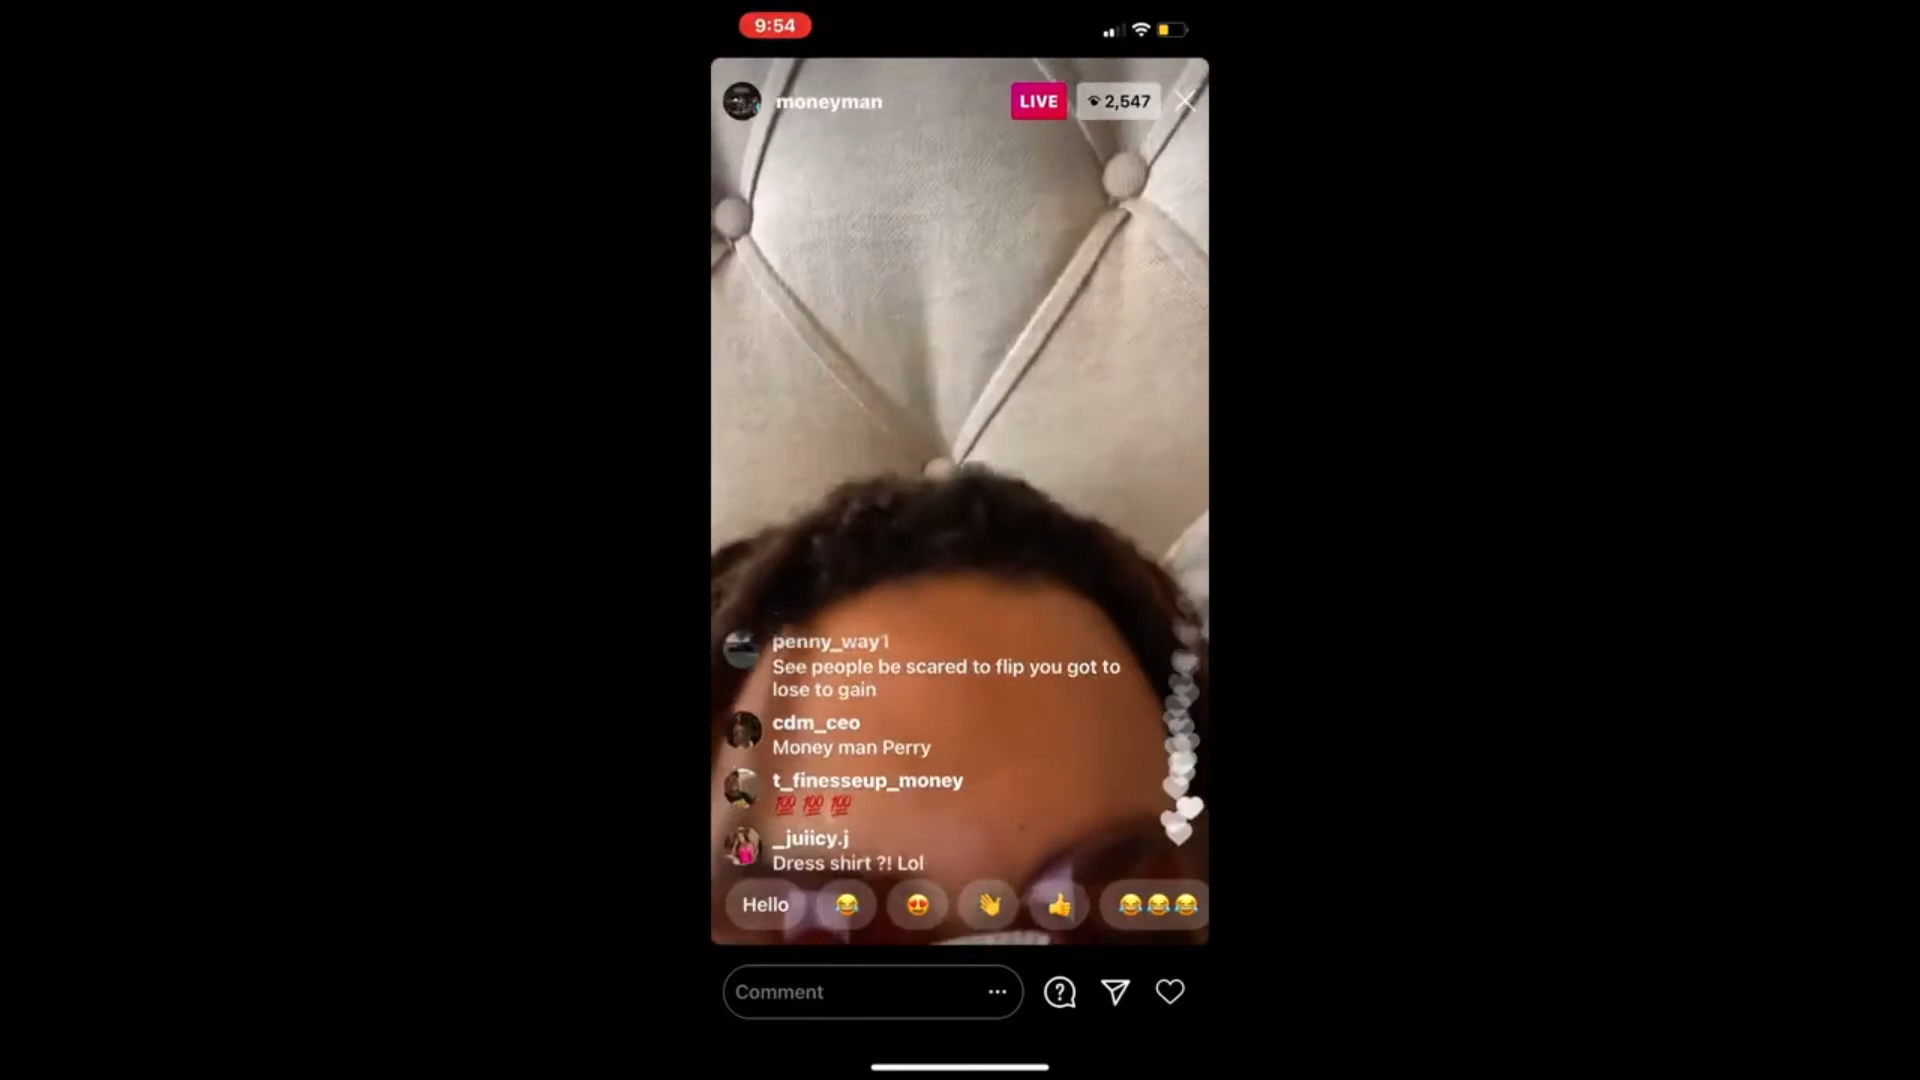 9:54
moneyman
LIVE
2,547
penny_way1
See people be scared to flip you got to
lose to gain
cdm_ceo
Money man Perry
t_finesseup_money
💯 💯 💯
_juiicy.j
Dress shirt ?! Lol
Hello 😂 😍 👋 👍 😂😂😂
Comment